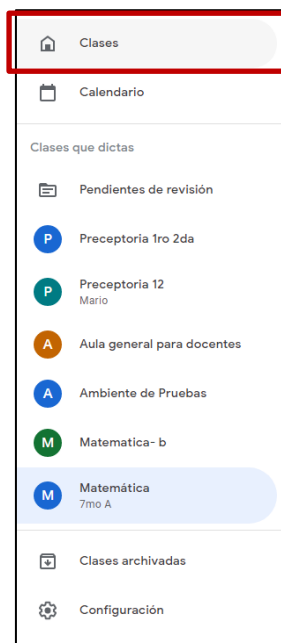 Clases
Calendario
Clases que dictas
Pendientes de revisión
P Preceptoria 1ro 2da
P Preceptoria 12
Mario
A Aula general para docentes
A Ambiente de Pruebas
M Matematica- b
M Matemática
7mo A
Clases archivadas
Configuración